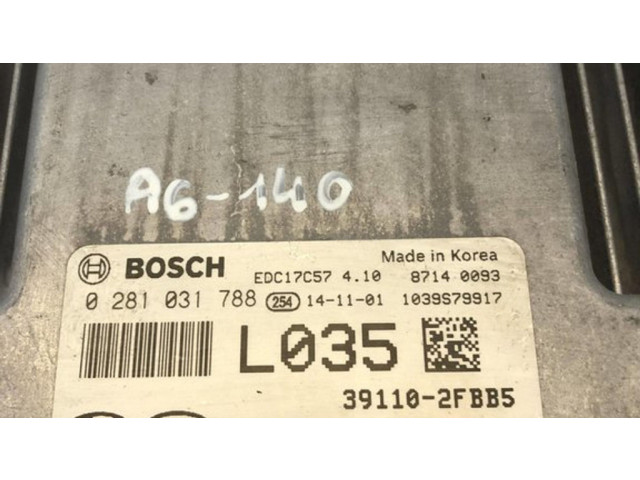 A6-140
BOSCH EDC17C57 4.10 Made in Korea 8714 0093
0 281 031 788 254 14-11-01 1039S79917
L035
39110-2FBB5